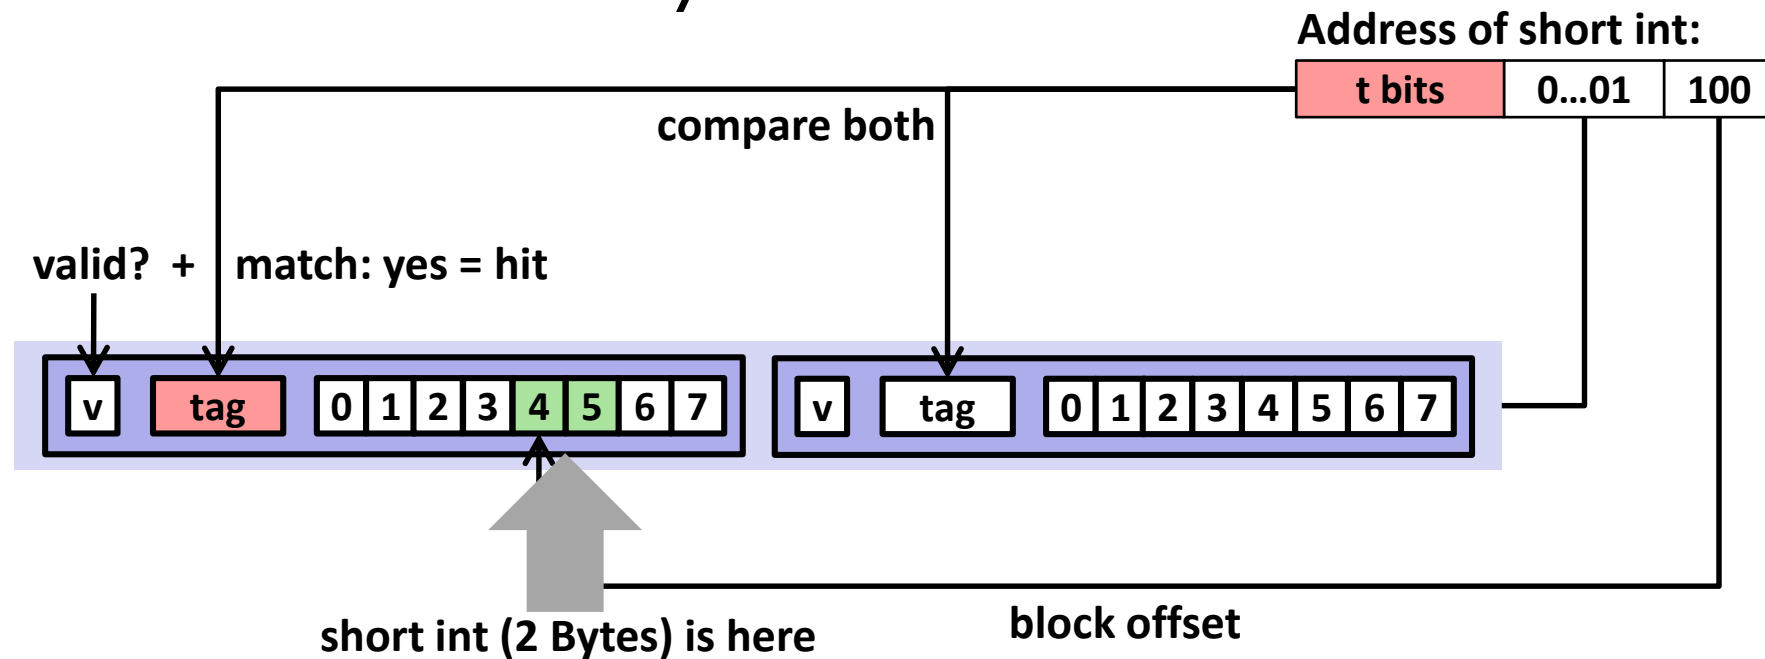 Address of short int:
t bits 0...01 100
compare both
valid? + match: yes = hit
v tag 0 1 2 3 4 5 6 7 v tag 0 1 2 3 4 5 6 7
short int (2 Bytes) is here
block offset